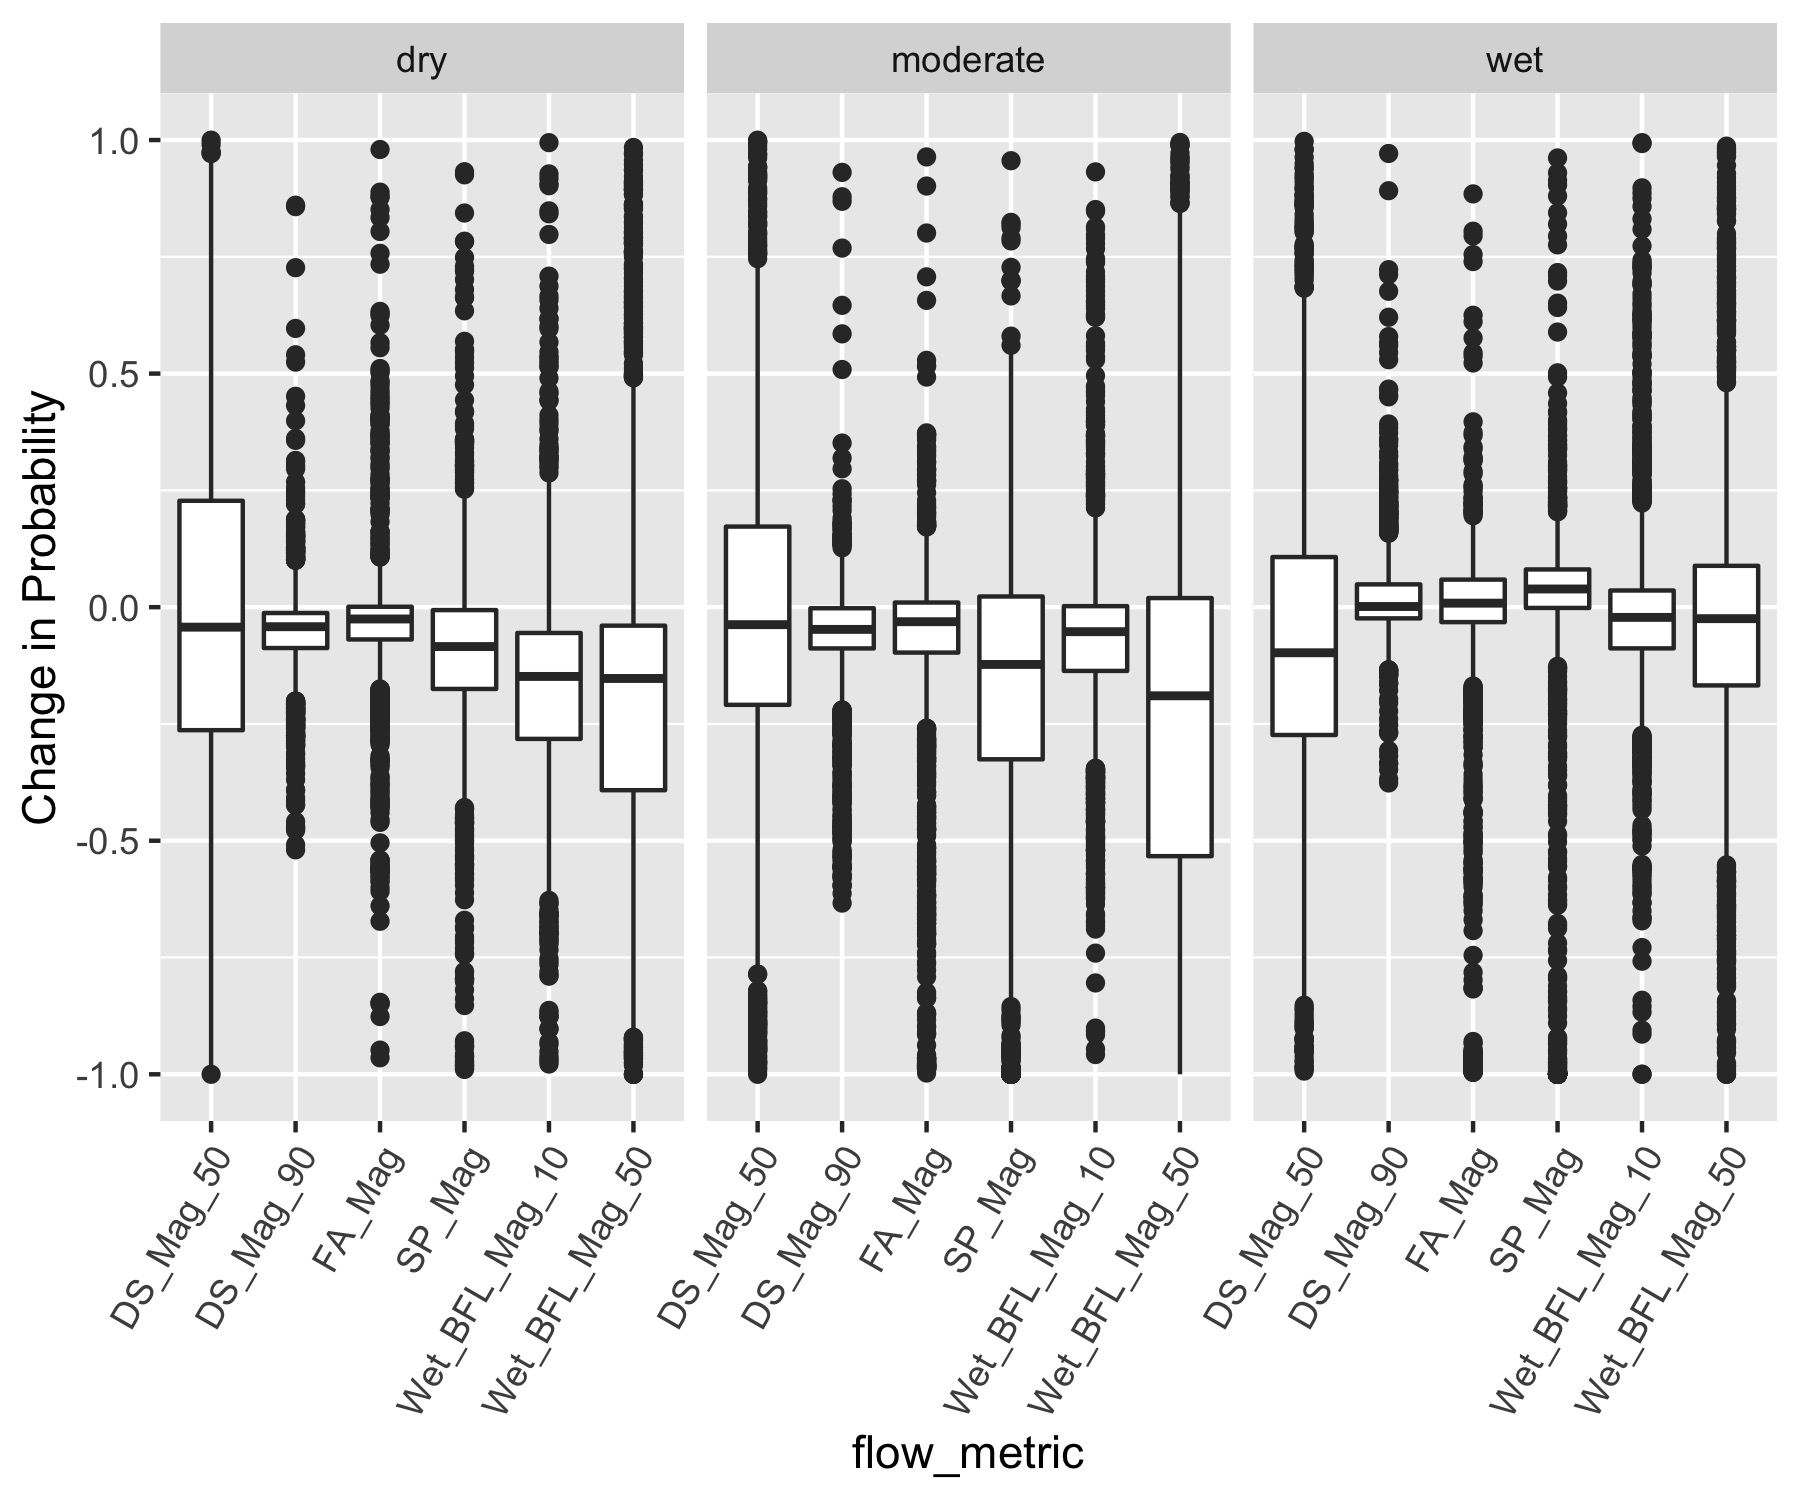 dry
moderate
wet
Change in Probability
1.0
0.5
0.0
-0.5
-1.0
DS_Mag_50
DS_Mag_90
FA_Mag
SP_Mag
Wet_BFL_Mag_10
Wet_BFL_Mag_50
DS_Mag_50
DS_Mag_90
FA_Mag
SP_Mag
Wet_BFL_Mag_10
Wet_BFL_Mag_50
DS_Mag_50
DS_Mag_90
FA_Mag
SP_Mag
Wet_BFL_Mag_10
Wet_BFL_Mag_50
flow_metric